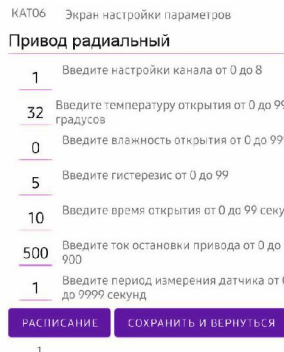 КАТ06 Экран настройки параметров
Привод радиальный
1 Введите настройки канала от 0 до 8
32 Введите температуру открытия от 0 до 99
градусов
0 Введите влажность открытия от 0 до 99
5 Введите гистерезис от 0 до 99
10 Введите время открытия от 0 до 99 секу
500 Введите ток остановки привода от 0 до
900
1 Введите период измерения датчика от
до 9999 секунд
РАСПИСАНИЕ СОХРАНИТЬ И ВЕРНУТЬСЯ
1